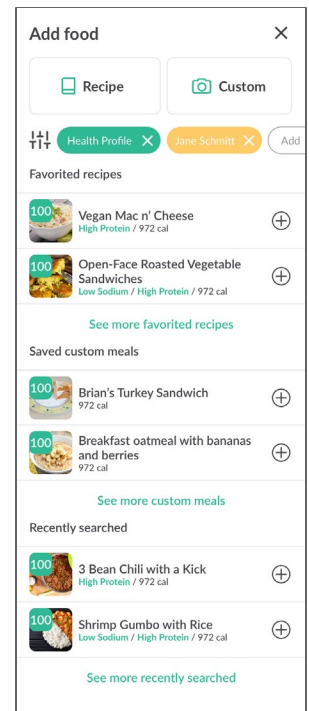 Add food
Recipe
Custom
Health Profile
Jane Schmitt
Add
Favorited recipes
100
Vegan Mac n' Cheese
High Protein / 972 cal
100
Open-Face Roasted Vegetable
Sandwiches
Low Sodium / High Protein / 972 cal
See more favorited recipes
Saved custom meals
100
Brian's Turkey Sandwich
972 cal
100
Breakfast oatmeal with bananas
and berries
972 cal
See more custom meals
Recently searched
100
3 Bean Chili with a Kick
High Protein / 972 cal
100
Shrimp Gumbo with Rice
Low Sodium / High Protein / 972 cal
See more recently searched